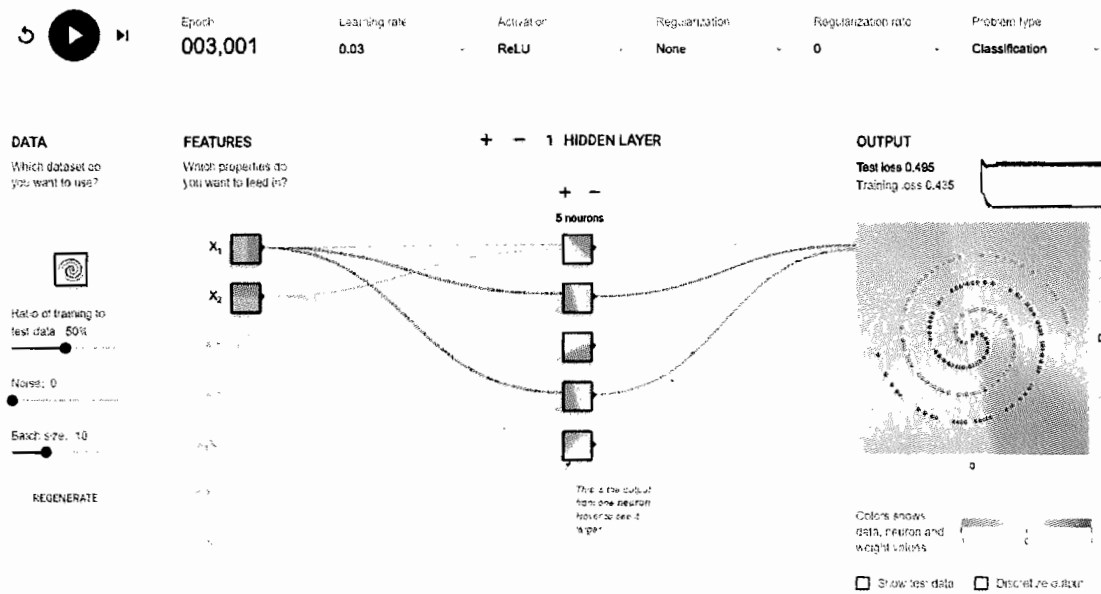 Epoch
003,001
Learning rate
0.03
Activation
ReLU
Regularization
None
Regularization rate
0
Problem type
Classification
DATA
Which dataset do
you want to use?
Ratio of training to
test data: 50%
Noise: 0
Batch size: 10
REGENERATE
FEATURES
Which properties do
you want to feed in?
X1
X2
+ − 1 HIDDEN LAYER
+ −
5 neurons
This is the output
from one neuron.
Hover to see it
larger.
OUTPUT
Test loss 0.495
Training loss 0.435
0
Colors shows
data, neuron and
weight values.
Show test data
Discretize output